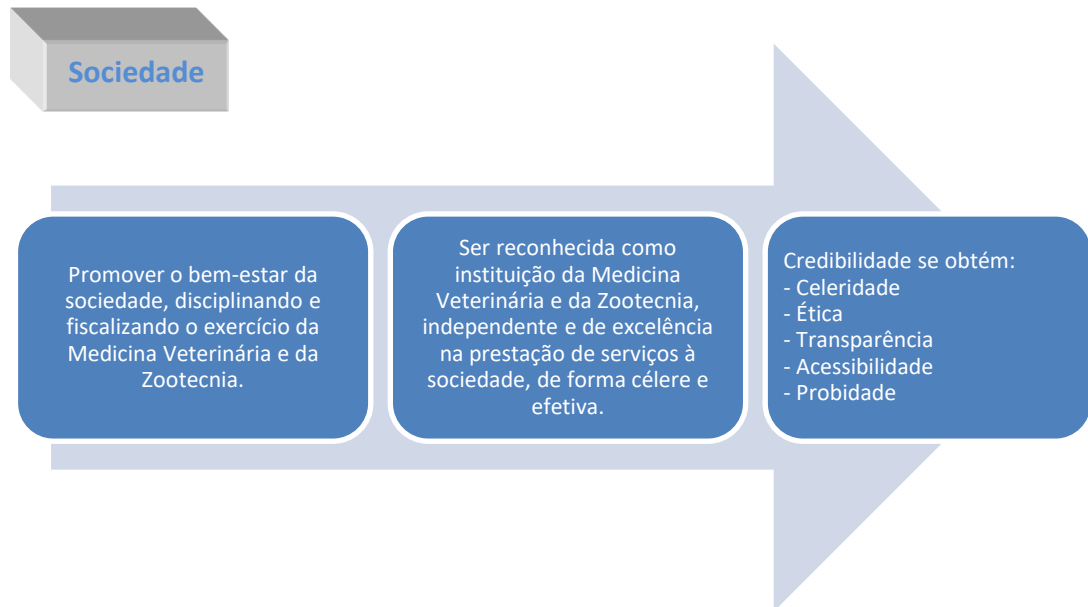 Sociedade
Promover o bem-estar da
sociedade, disciplinando e
fiscalizando o exercício da
Medicina Veterinária e da
Zootecnia.
Ser reconhecida como
instituição da Medicina
Veterinária e da Zootecnia,
independente e de excelência
na prestação de serviços à
sociedade, de forma célere e
efetiva.
Credibilidade se obtém:
- Celeridade
- Ética
- Transparência
- Acessibilidade
- Probidade